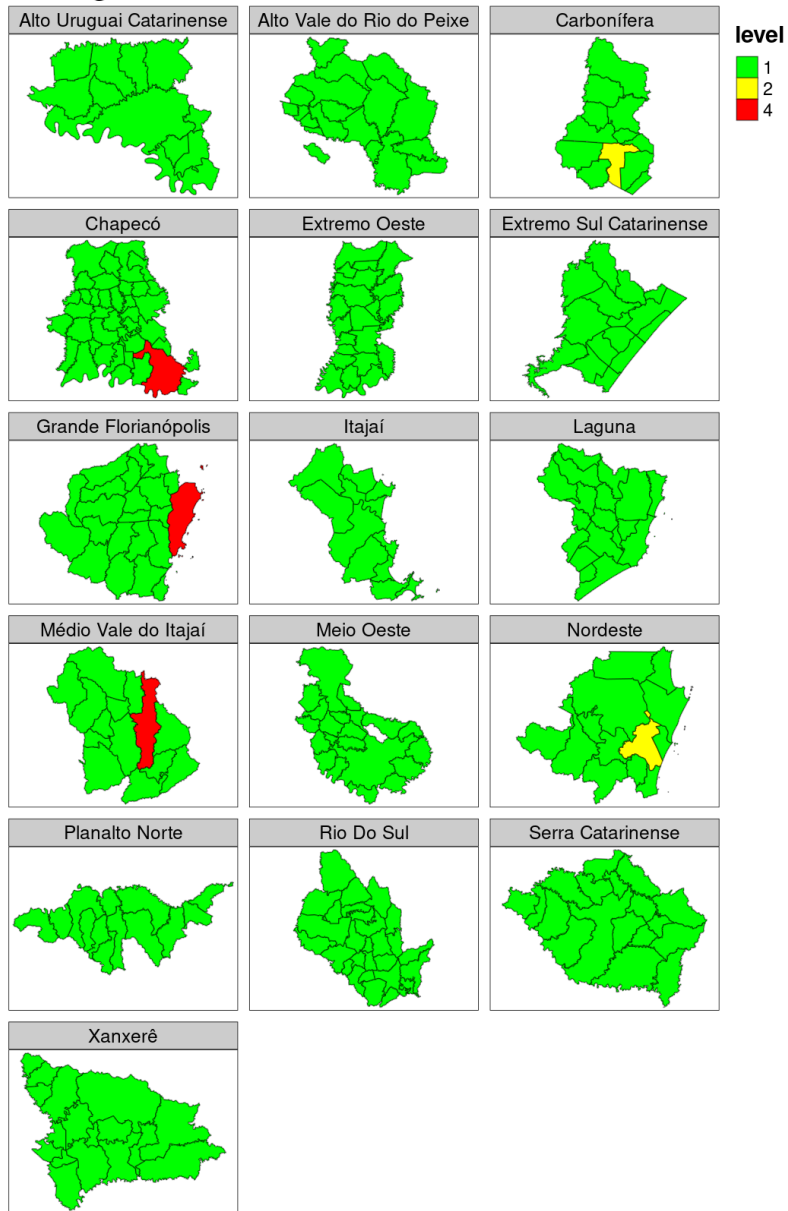 Alto Uruguai Catarinense
Alto Vale do Rio do Peixe
Carbonífera
level
1
2
4
Chapecó
Extremo Oeste
Extremo Sul Catarinense
Grande Florianópolis
Itajaí
Laguna
Médio Vale do Itajaí
Meio Oeste
Nordeste
Planalto Norte
Rio Do Sul
Serra Catarinense
Xanxerê